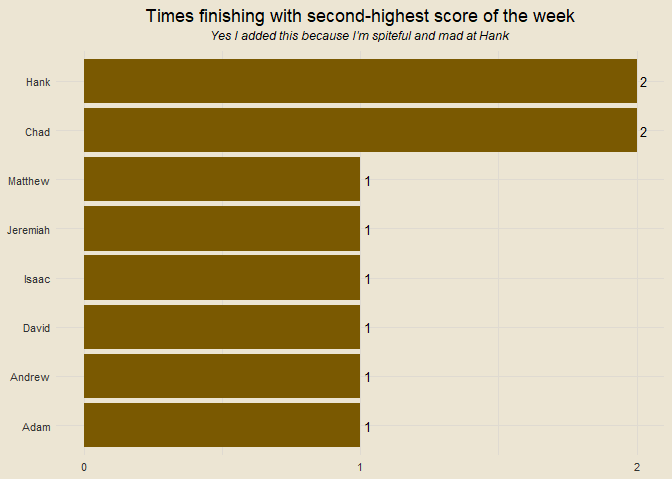 Times finishing with second-highest score of the week
Yes I added this because I'm spiteful and mad at Hank
Hank 2
Chad 2
Matthew 1
Jeremiah 1
Isaac 1
David 1
Andrew 1
Adam 1
0 1 2